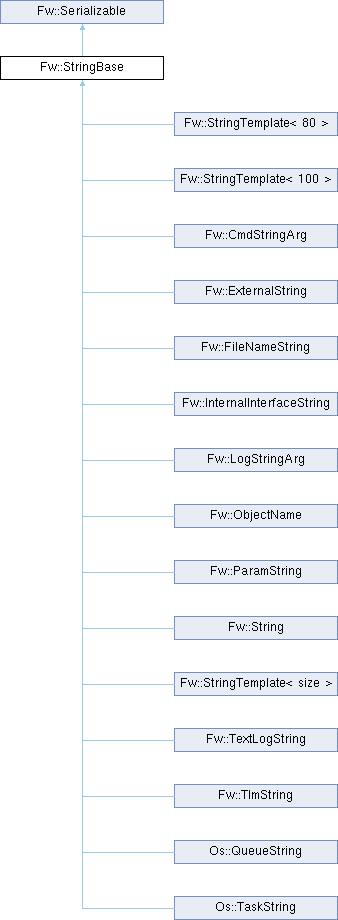 Fw::Serializable
Fw::StringBase
Fw::StringTemplate< 80 >
Fw::StringTemplate< 100 >
Fw::CmdStringArg
Fw::ExternalString
Fw::FileNameString
Fw::InternalInterfaceString
Fw::LogStringArg
Fw::ObjectName
Fw::ParamString
Fw::String
Fw::StringTemplate< size >
Fw::TextLogString
Fw::TlmString
Os::QueueString
Os::TaskString